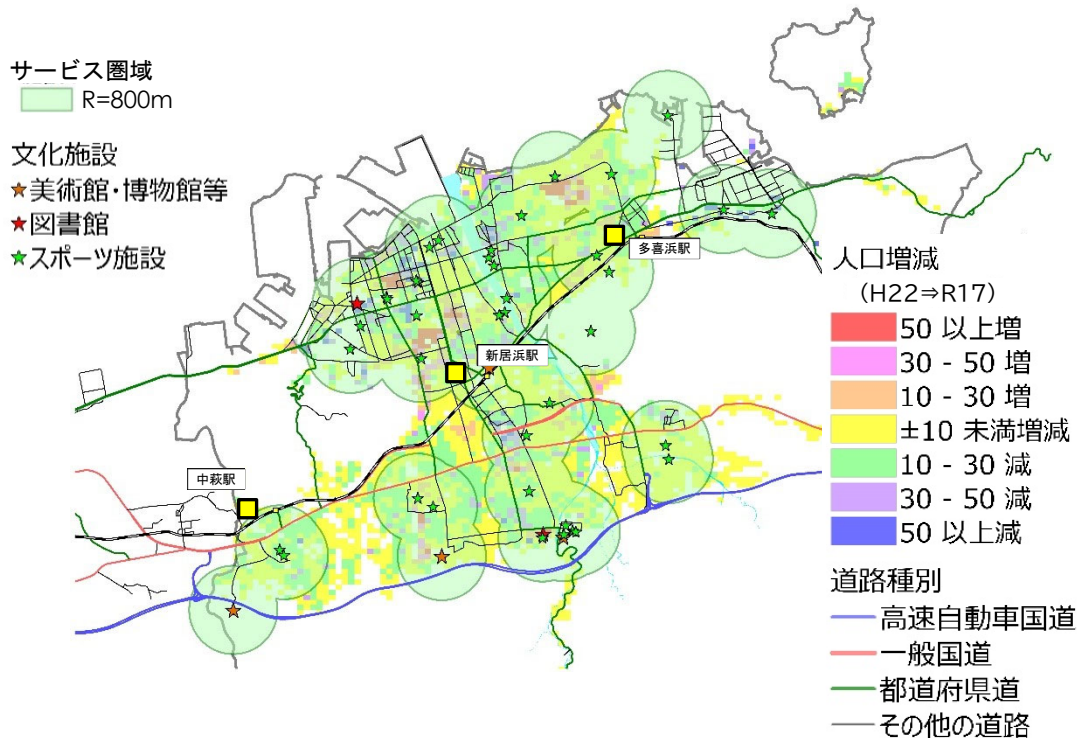 サービス圏域
R=800m
文化施設
美術館・博物館等
図書館
スポーツ施設
多喜浜駅
新居浜駅
中萩駅
人口増減
（H22⇒R17）
50 以上増
30 - 50 増
10 - 30 増
±10 未満増減
10 - 30 減
30 - 50 減
50 以上減
道路種別
高速自動車国道
一般国道
都道府県道
その他の道路